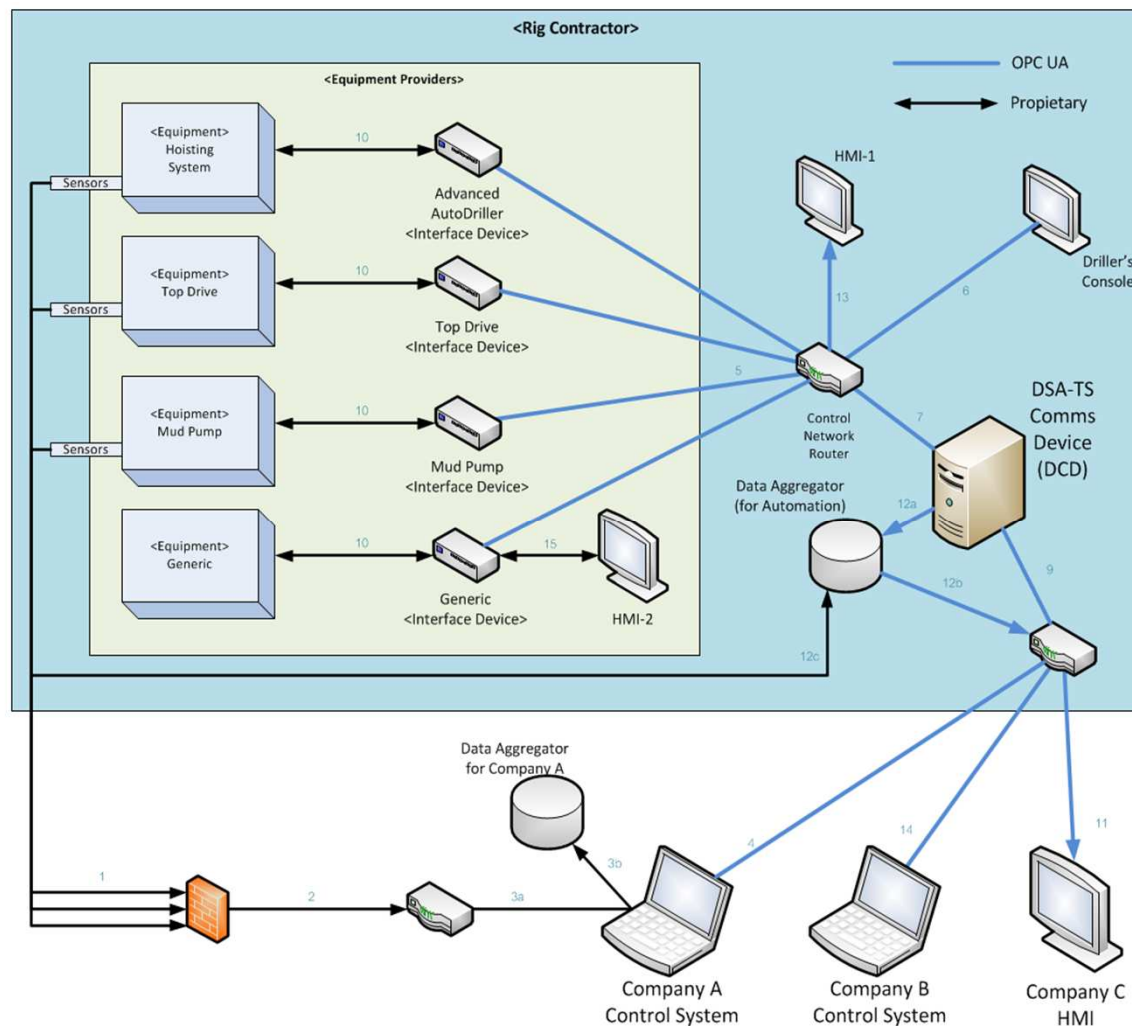 <Rig Contractor>
<Equipment Providers>
OPC UA
Propietary
<Equipment>
Hoisting
System
Sensors
10
Advanced
AutoDriller
<Interface Device>
HMI-1
Driller's
Console
13
6
<Equipment>
Top Drive
Sensors
10
Top Drive
<Interface Device>
5
Control
Network
Router
7
DSA-TS
Comms
Device
(DCD)
<Equipment>
Mud Pump
Sensors
10
Mud Pump
<Interface Device>
Data Aggregator
(for Automation)
12a
12b
9
<Equipment>
Generic
10
Generic
<Interface Device>
15
HMI-2
12c
Data Aggregator
for Company A
1
2
3a
3b
4
14
11
Company A
Control System
Company B
Control System
Company C
HMI